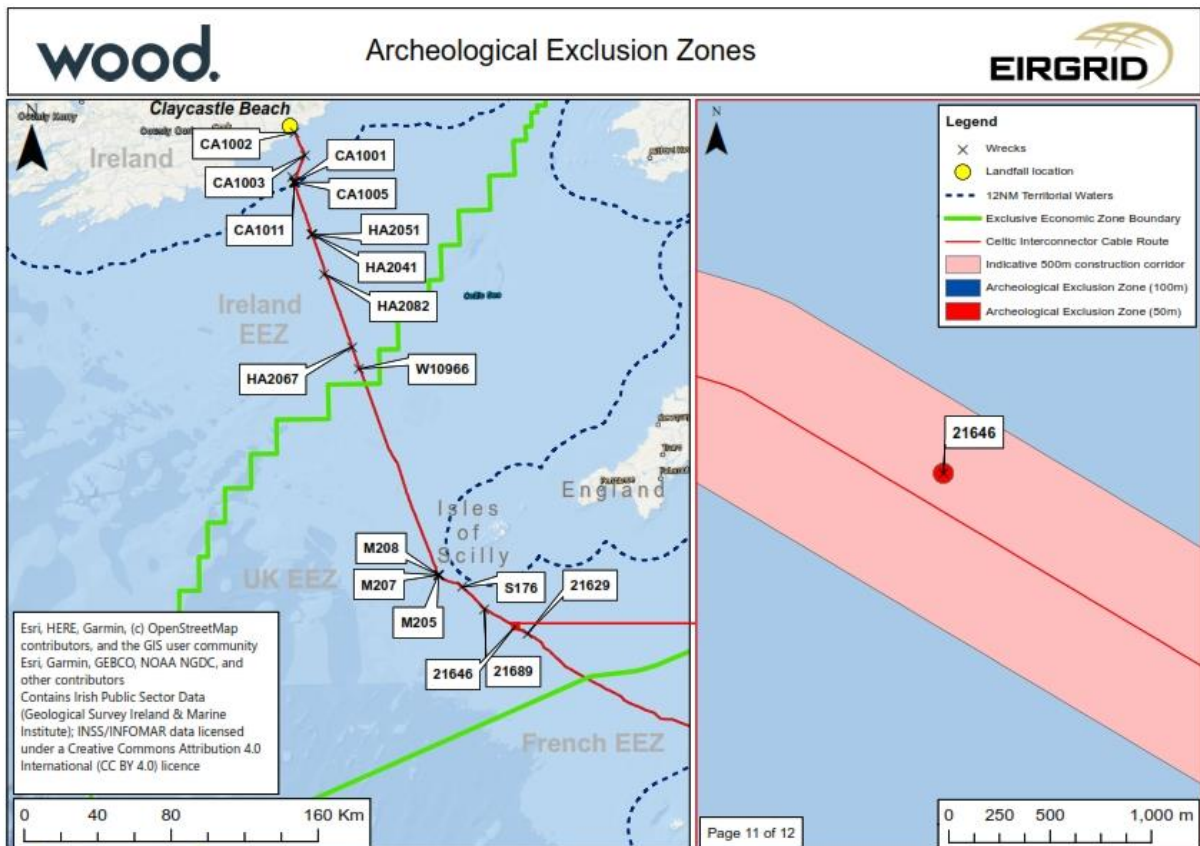 wood.
Archeological Exclusion Zones
EIRGRID
N
Claycastle Beach
County Kerry
Ireland
CA1002
CA1001
CA1003
CA1005
CA1011
HA2051
HA2041
HA2082
Celtic Sea
Ireland
EEZ
HA2067
W10966
England
Isles
of
Scilly
M208
M207
M205
UK EEZ
S176
21629
21646
21689
French EEZ
Esri, HERE, Garmin, (c) OpenStreetMap
contributors, and the GIS user community
Esri, Garmin, GEBCO, NOAA NGDC, and
other contributors
Contains Irish Public Sector Data
(Geological Survey Ireland & Marine
Institute); INSS/INFOMAR data licensed
under a Creative Commons Attribution 4.0
International (CC BY 4.0) licence
0 40 80 160 Km
N
Legend
Wrecks
Landfall location
12NM Territorial Waters
Exclusive Economic Zone Boundary
Celtic Interconnector Cable Route
Indicative 500m construction corridor
Archeological Exclusion Zone (100m)
Archeological Exclusion Zone (50m)
21646
Page 11 of 12
0 250 500 1,000 m